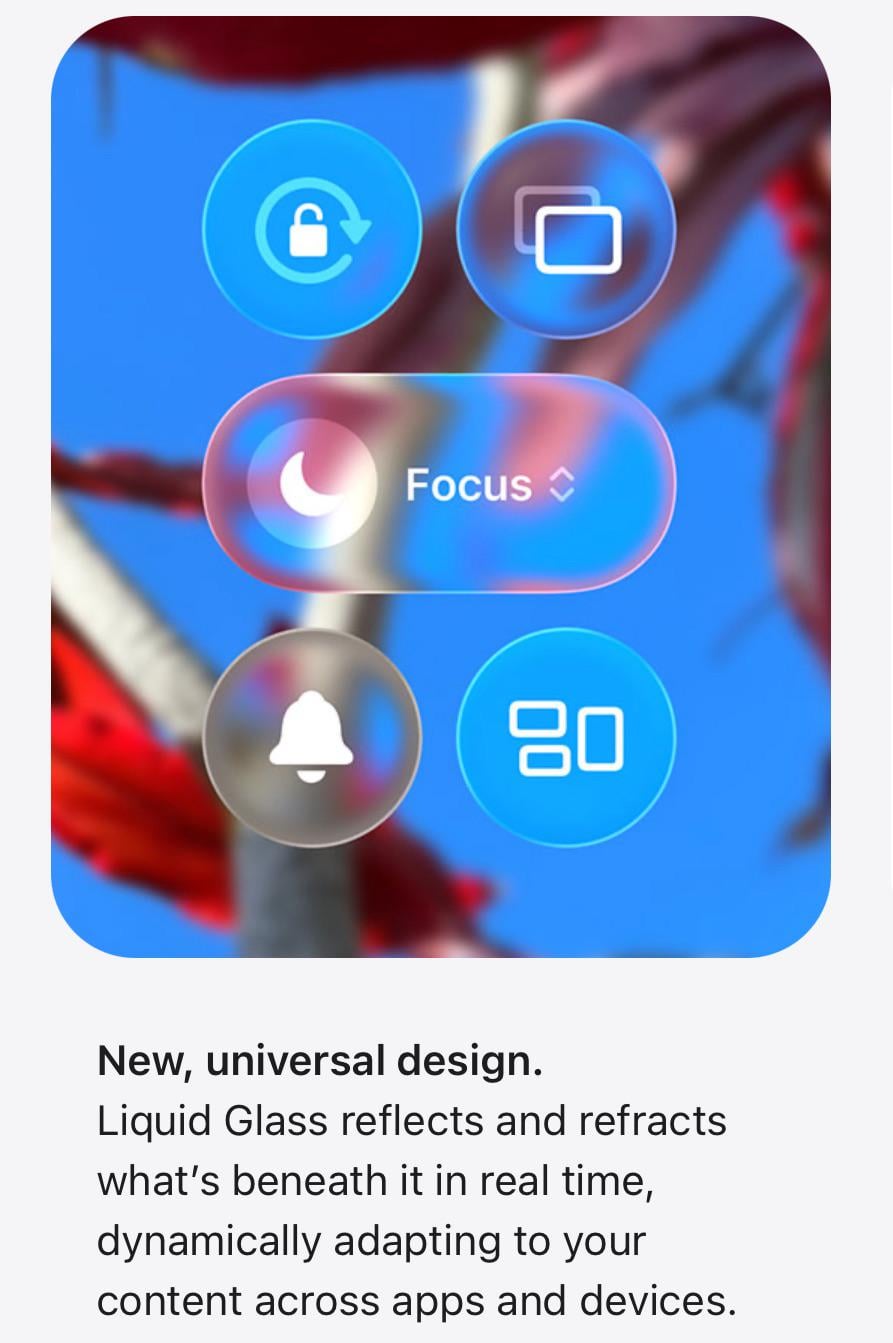 Focus
New, universal design.
Liquid Glass reflects and refracts
what’s beneath it in real time,
dynamically adapting to your
content across apps and devices.